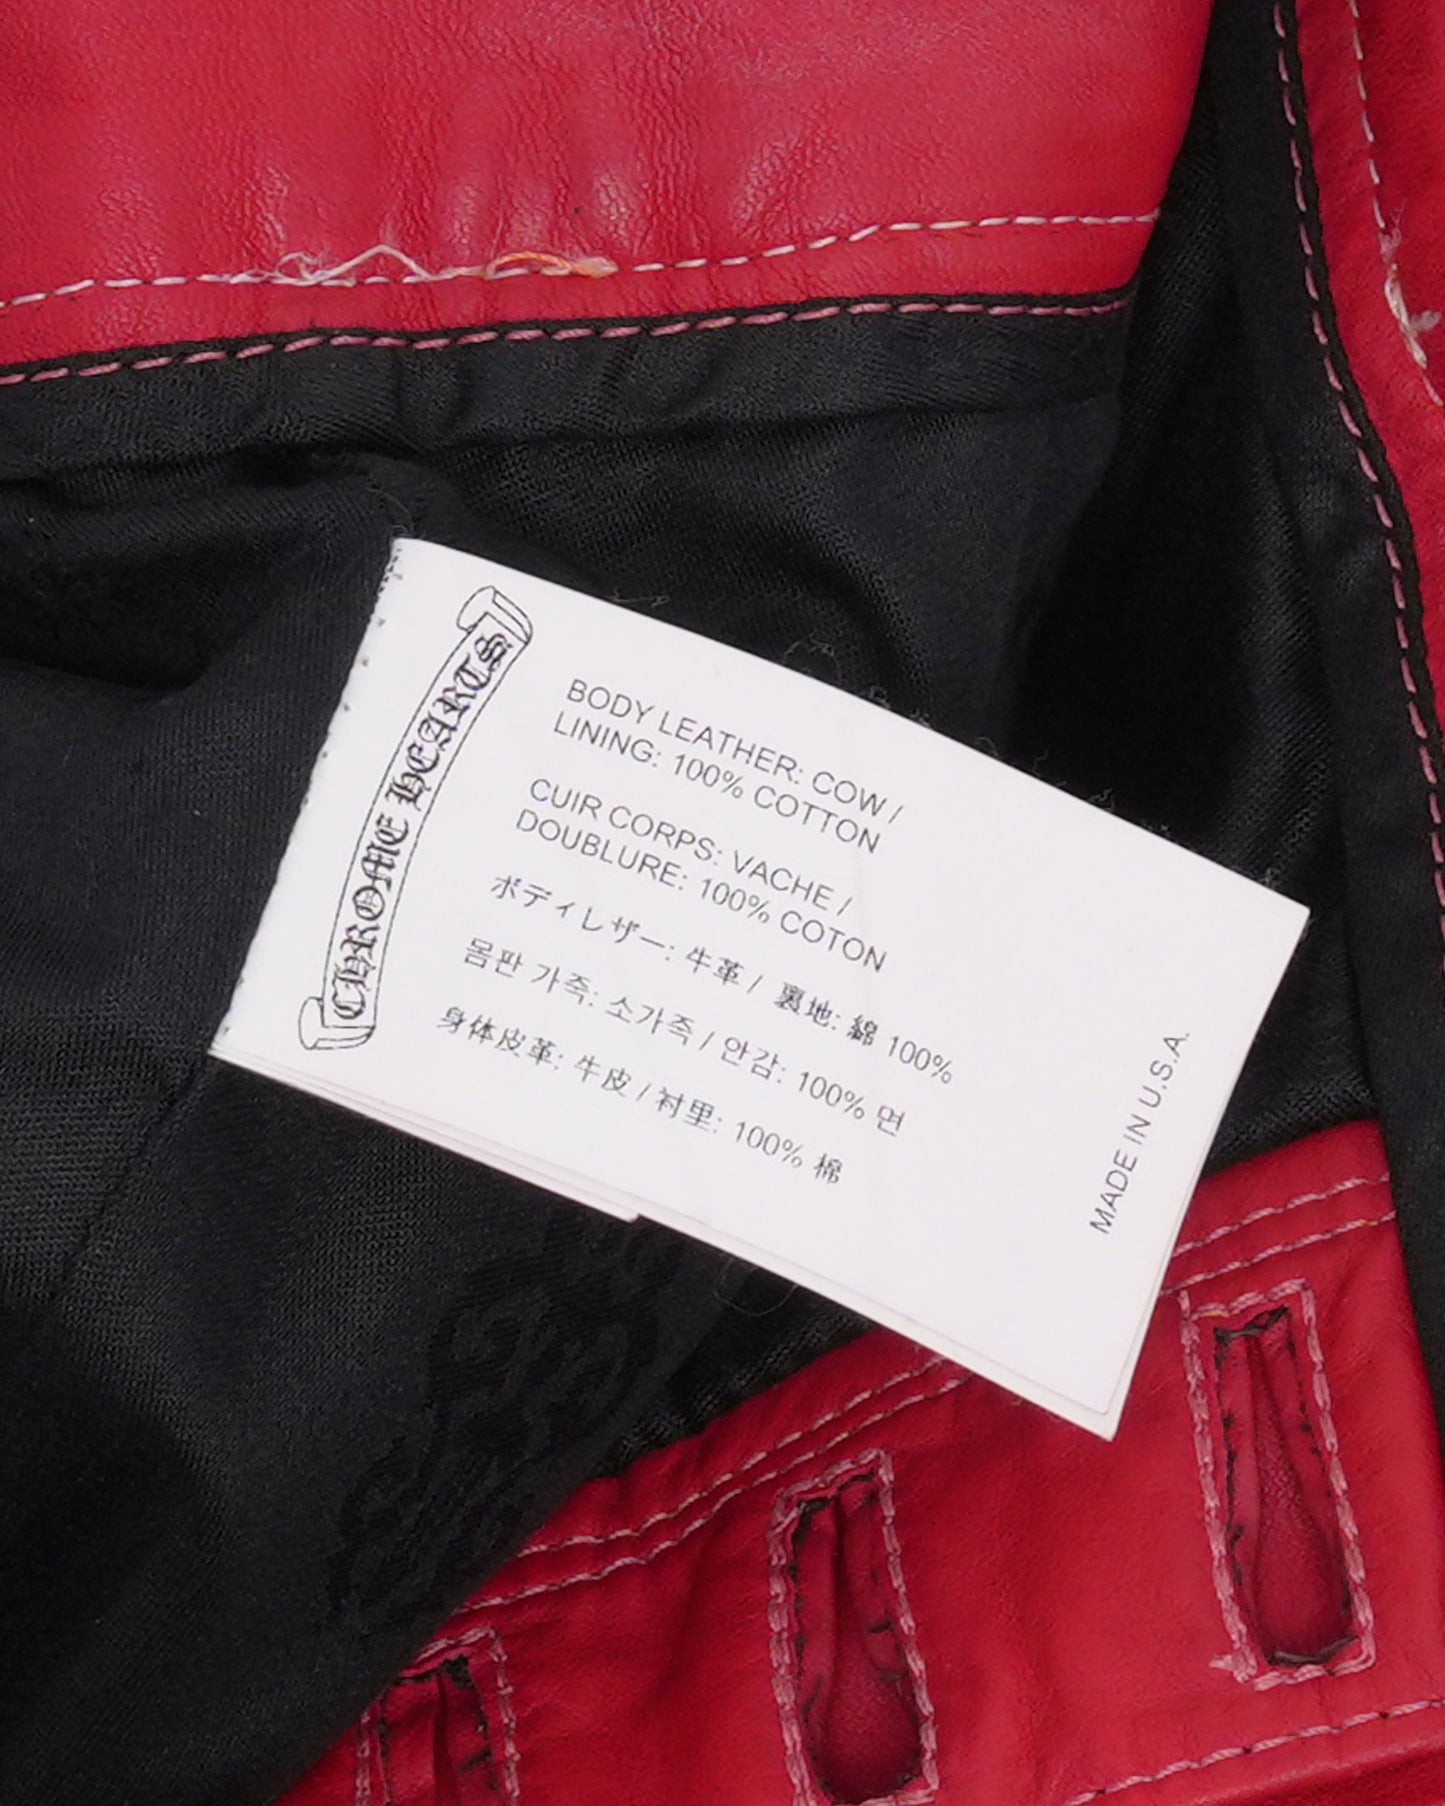 CHROME HEARTS
BODY LEATHER: COW /
LINING: 100% COTTON
CUIR CORPS: VACHE /
DOUBLURE: 100% COTON
ボディレザー: 牛革 / 裏地: 綿 100%
몸판 가죽: 소가죽 / 안감: 100% 면
身体皮革: 牛皮 / 衬里: 100% 棉
MADE IN U.S.A.